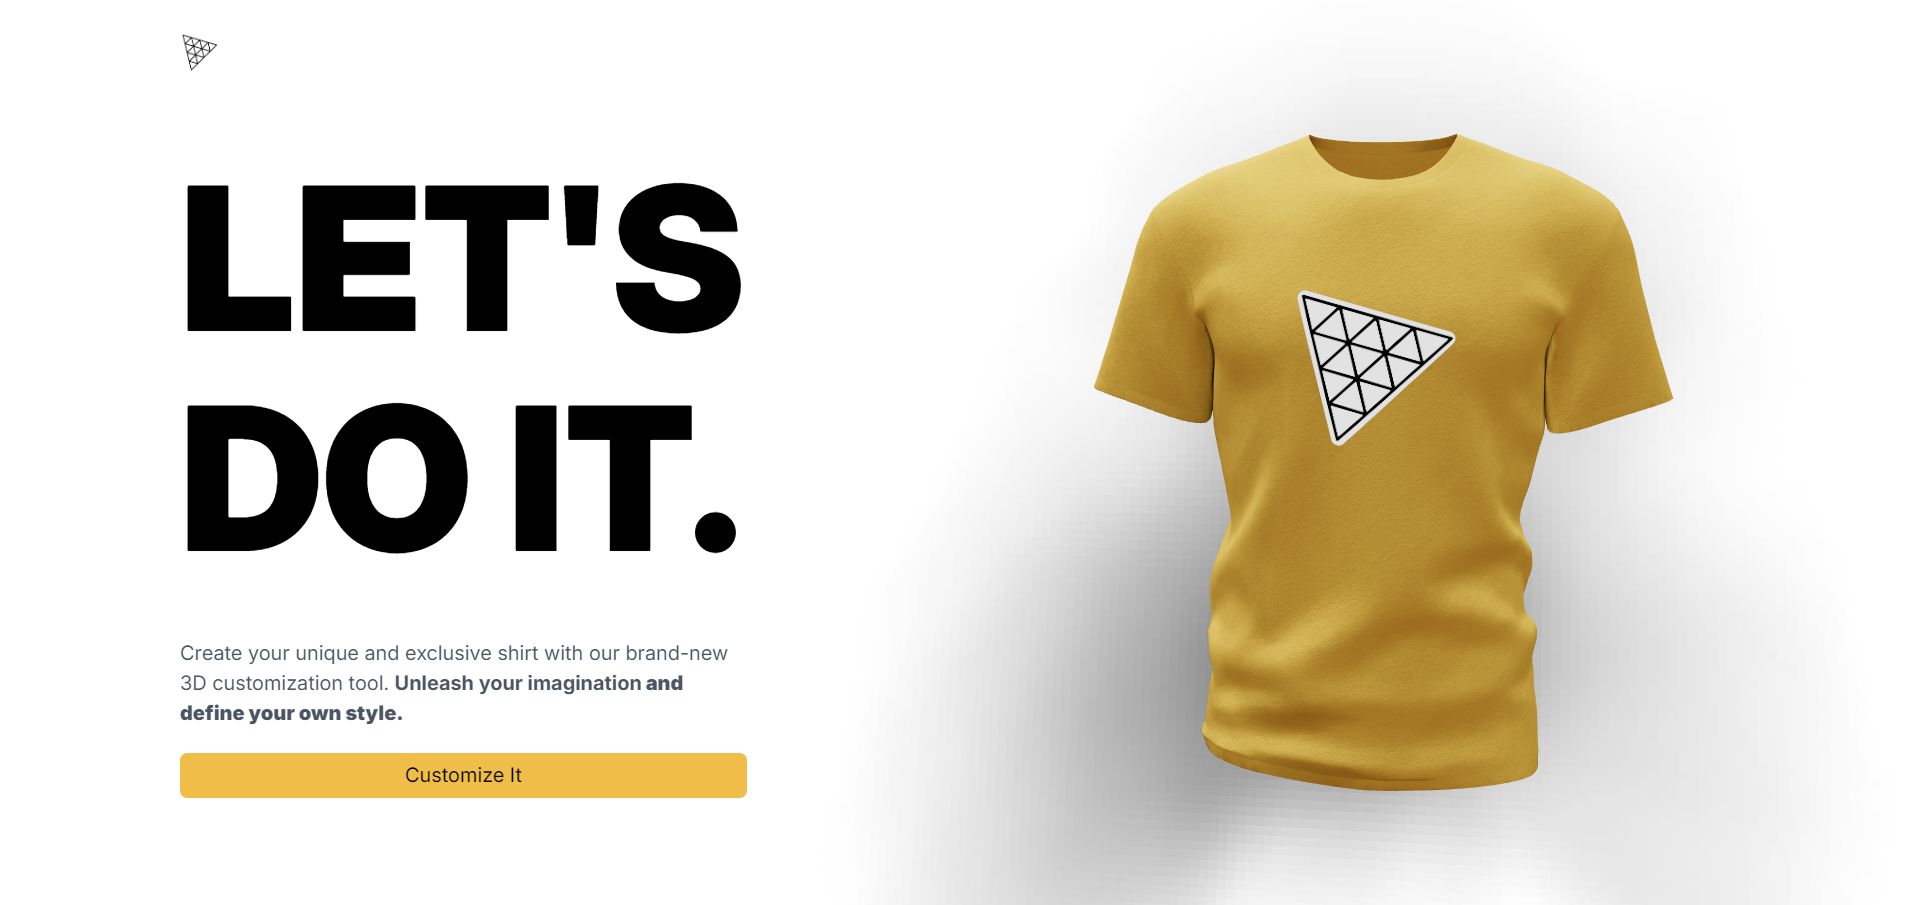 LET'S
DO IT.
Create your unique and exclusive shirt with our brand-new
3D customization tool. Unleash your imagination and
define your own style.
Customize It